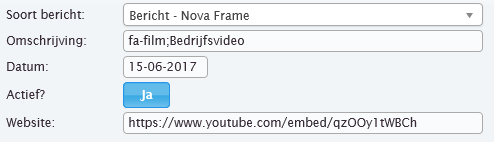 Soort bericht: Bericht - Nova Frame
Omschrijving: fa-film;Bedrijfsvideo
Datum: 15-06-2017
Actief? Ja
Website: https://www.youtube.com/embed/qzOOy1tWBCh